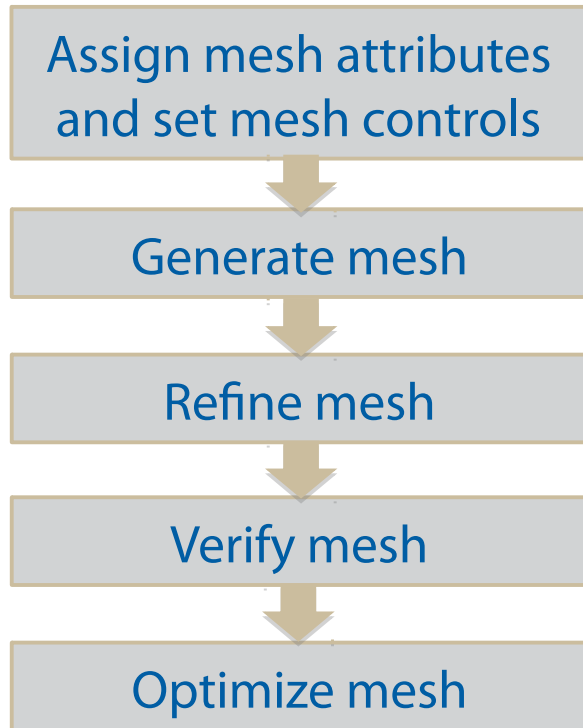 Assign mesh attributes
and set mesh controls
Generate mesh
Refine mesh
Verify mesh
Optimize mesh